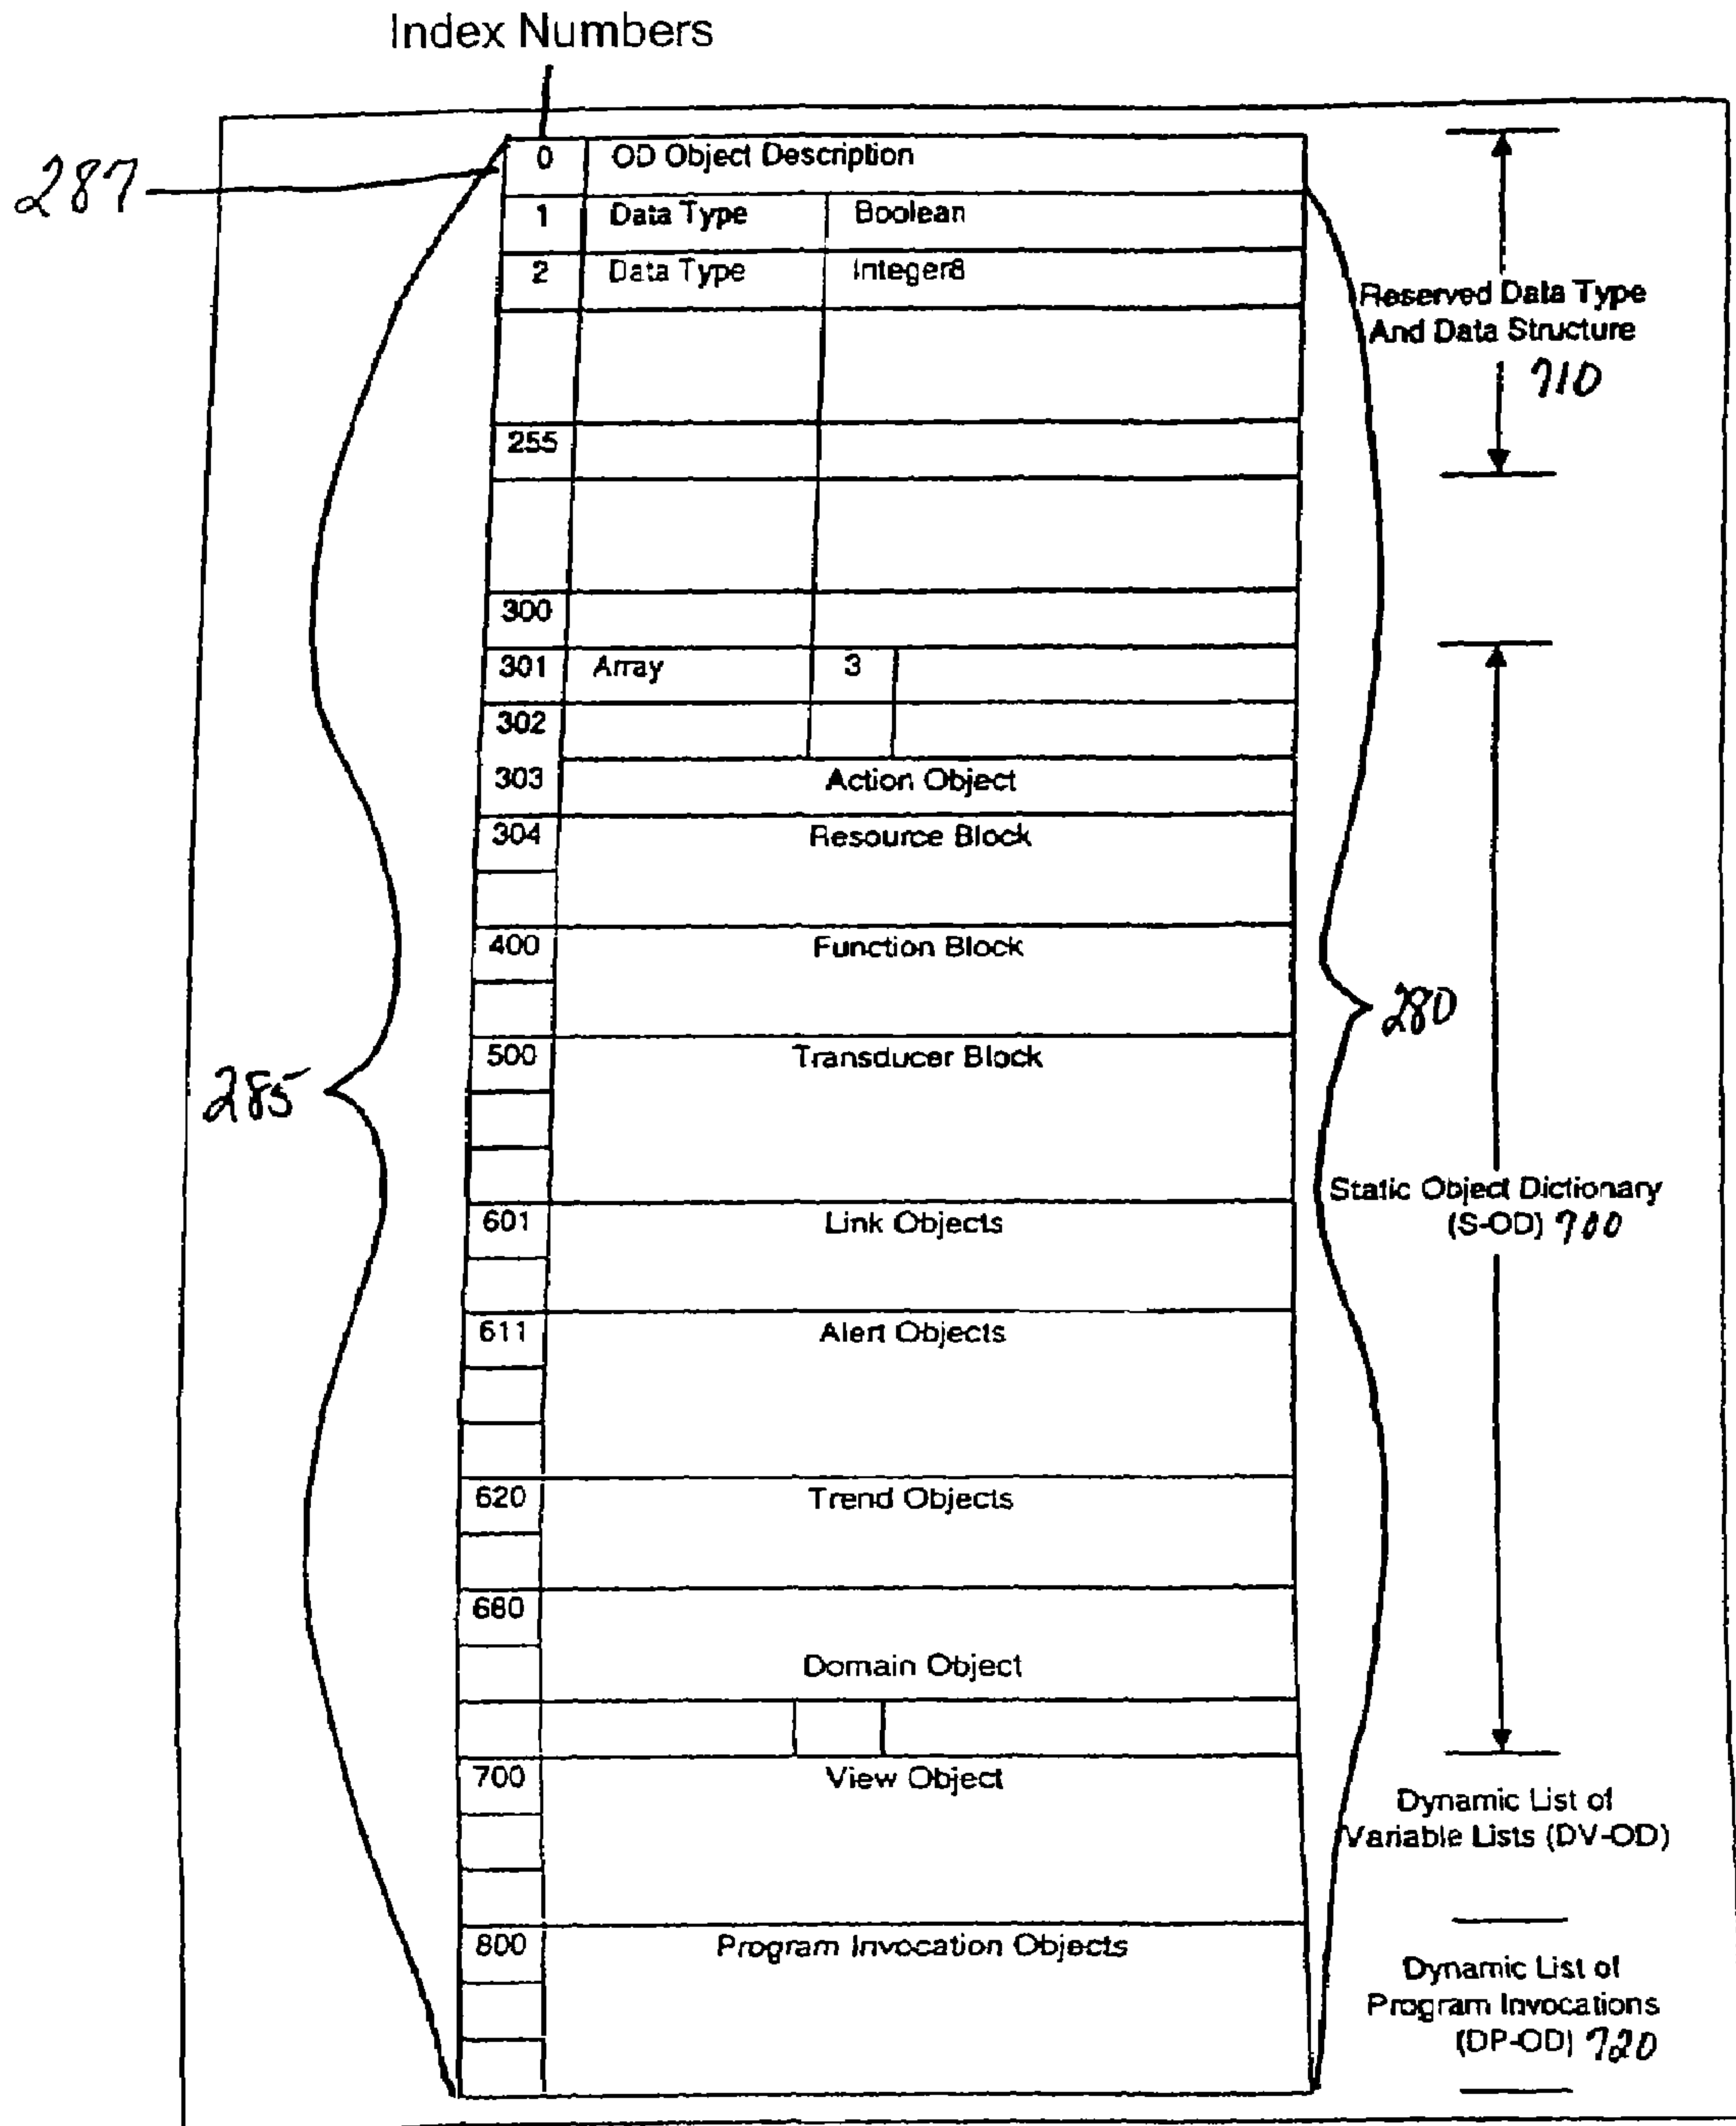 Index Numbers
287
0 OD Object Description
1 Data Type Boolean
2 Data Type Integer8
Reserved Data Type
And Data Structure
710
255
300
301 Array 3
302
303 Action Object
304 Resource Block
400 Function Block
280
500 Transducer Block
285
Static Object Dictionary
(S-OD) 700
601 Link Objects
611 Alert Objects
620 Trend Objects
680
Domain Object
700 View Object
Dynamic List of
Variable Lists (DV-OD)
800 Program Invocation Objects
Dynamic List of
Program Invocations
(DP-OD) 720